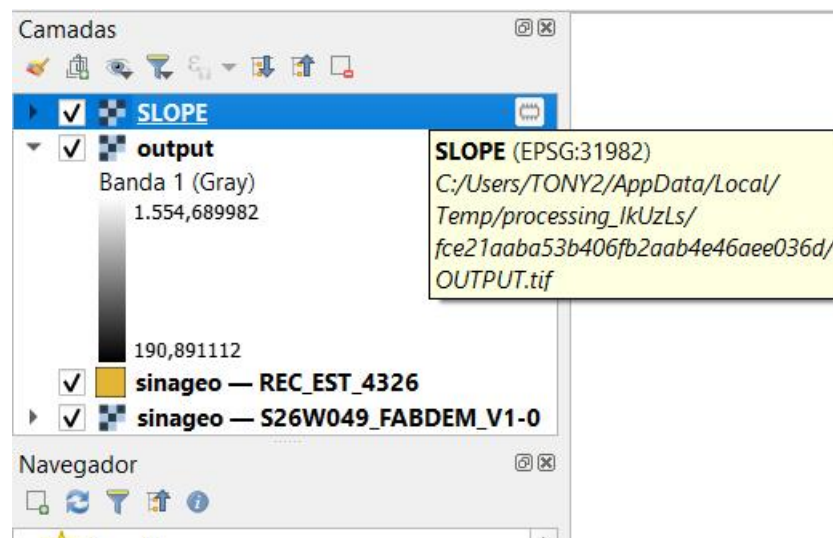 Camadas
SLOPE
output
Banda 1 (Gray)
1.554,689982
190,891112
sinageo — REC_EST_4326
sinageo — S26W049_FABDEM_V1-0
SLOPE (EPSG:31982)
C:/Users/TONY2/AppData/Local/
Temp/processing_IkUzLs/
fce21aaba53b406fb2aab4e46aee036d/
OUTPUT.tif
Navegador